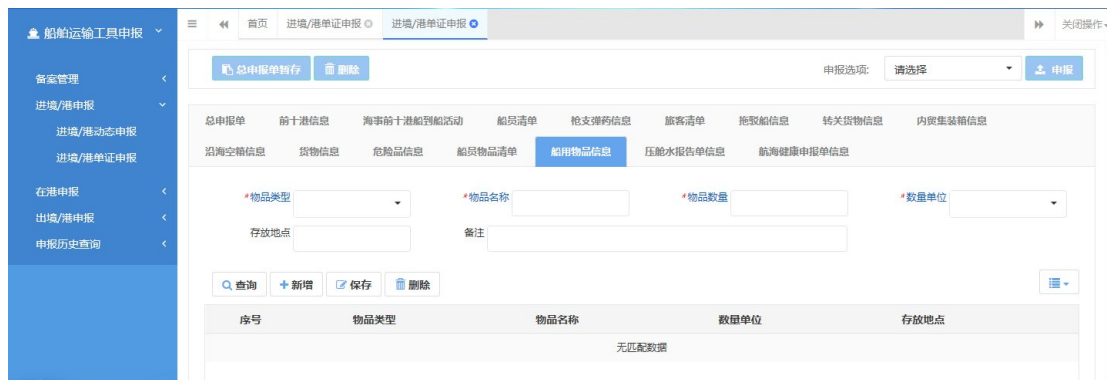 船舶运输工具申报
备案管理
进境/港申报
进境/港动态申报
进境/港单证申报
在港申报
出境/港申报
申报历史查询
首页 进境/港单证申报 进境/港单证申报 关闭操作
总申报单暂存 删除 申报选项: 请选择 申报
总申报单 前十港信息 海事前十港船到船活动 船员清单 枪支弹药信息 旅客清单 拖驳船信息 转关货物信息 内贸集装箱信息
沿海空箱信息 货物信息 危险品信息 船员物品清单 船用物品信息 压舱水报告单信息 航海健康申报单信息
*物品类型 *物品名称 *物品数量 *数量单位
存放地点 备注
查询 新增 保存 删除
序号 物品类型 物品名称 数量单位 存放地点
无匹配数据